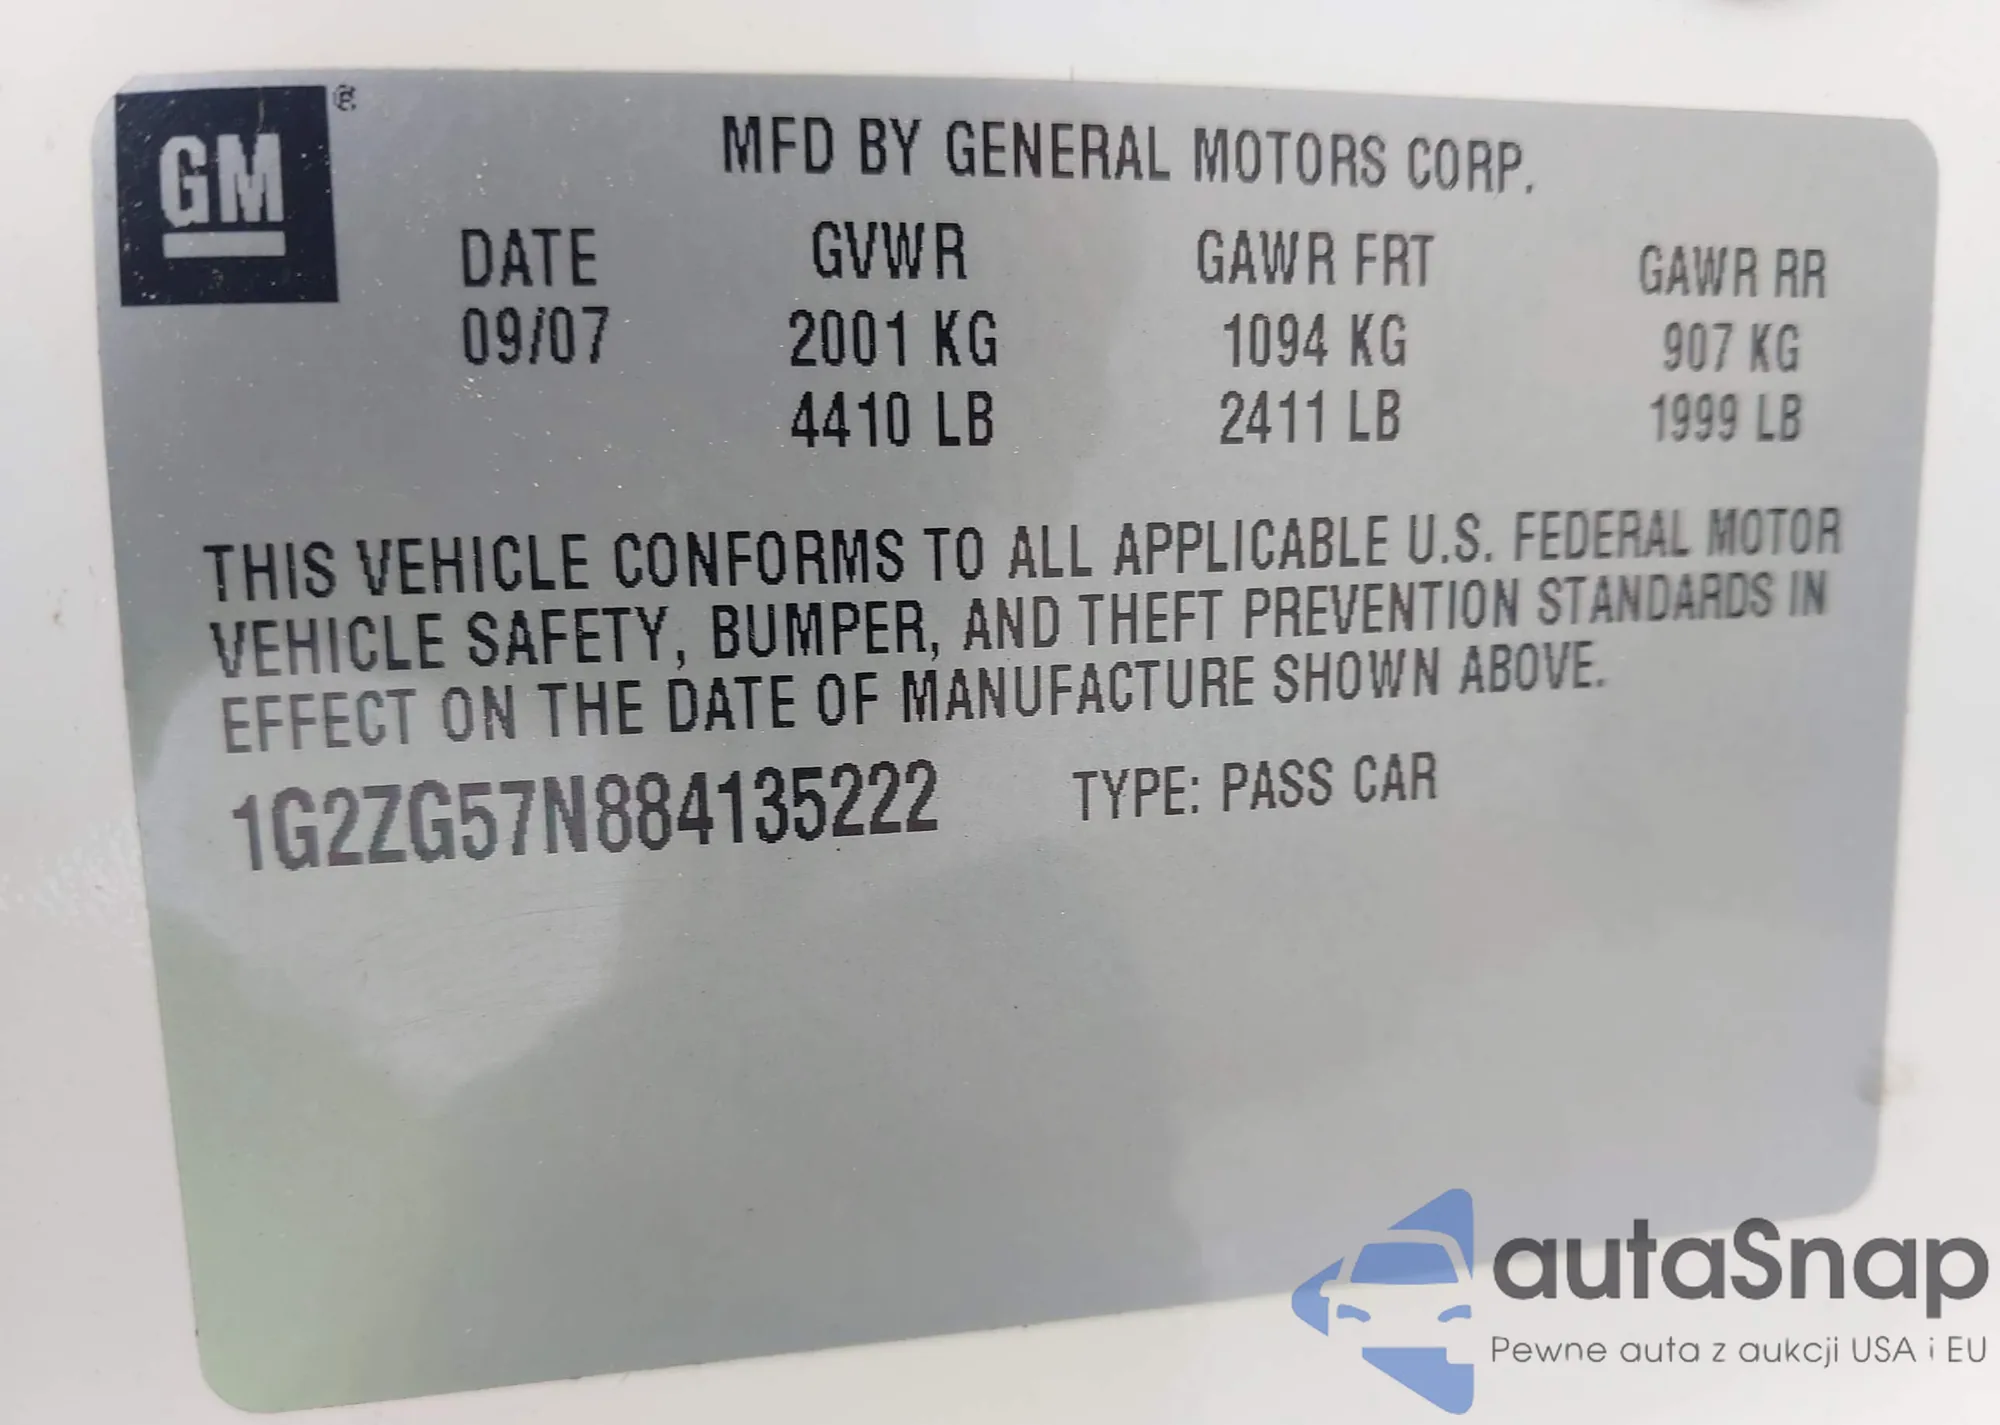 GM ®
MFD BY GENERAL MOTORS CORP.
DATE GVWR GAWR FRT GAWR RR
09/07 2001 KG 1094 KG 907 KG
4410 LB 2411 LB 1999 LB
THIS VEHICLE CONFORMS TO ALL APPLICABLE U.S. FEDERAL MOTOR
VEHICLE SAFETY, BUMPER, AND THEFT PREVENTION STANDARDS IN
EFFECT ON THE DATE OF MANUFACTURE SHOWN ABOVE.
1G2ZG57N884135222 TYPE: PASS CAR
autaSnap
Pewne auta z aukcji USA i EU